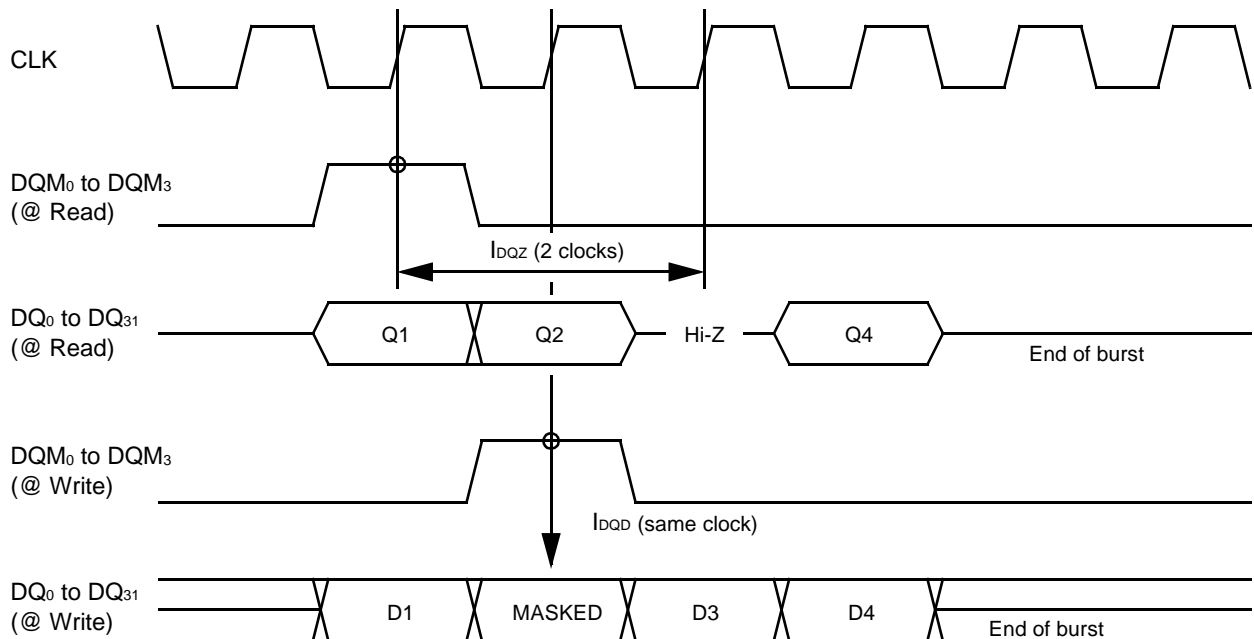 CLK
DQM0 to DQM3
(@ Read)
IDQZ (2 clocks)
DQ0 to DQ31
(@ Read)
Q1
Q2
Hi-Z
Q4
End of burst
DQM0 to DQM3
(@ Write)
IDQD (same clock)
DQ0 to DQ31
(@ Write)
D1
MASKED
D3
D4
End of burst